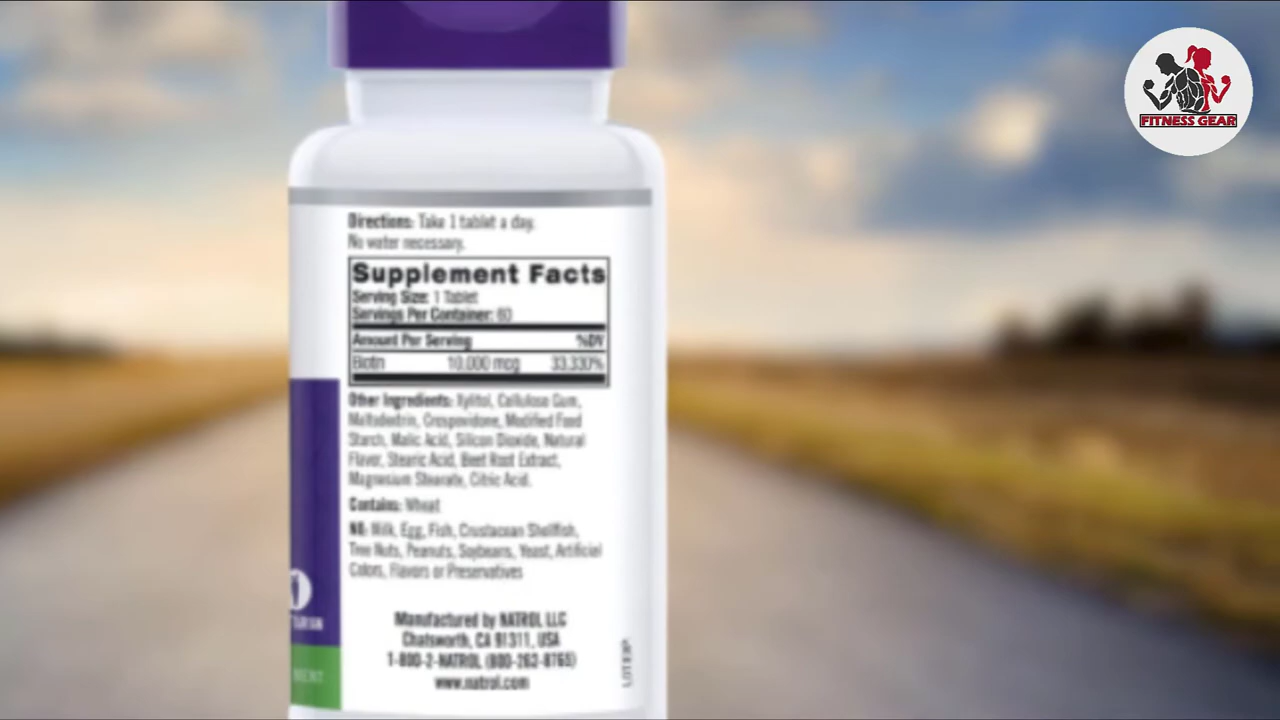 FITNESS GEAR
Directions: Take 1 tablet a day.
No water necessary.
Supplement Facts
Serving Size: 1 Tablet
Servings Per Container: 60
Amount Per Serving %DV
Biotin 10,000 mcg 33,330%
Other Ingredients: Xylitol, Cellulose Gum,
Maltodextrin, Crospovidone, Modified Food
Starch, Malic Acid, Silicon Dioxide, Natural
Flavor, Stearic Acid, Beet Root Extract,
Magnesium Stearate, Citric Acid.
Contains: Wheat
NO: Milk, Egg, Fish, Crustacean Shellfish,
Tree Nuts, Peanuts, Soybeans, Yeast, Artificial
Colors, Flavors or Preservatives
Manufactured by NATROL LLC
Chatsworth, CA 91311, USA
1-800-2-NATROL (800-262-8765)
www.natrol.com